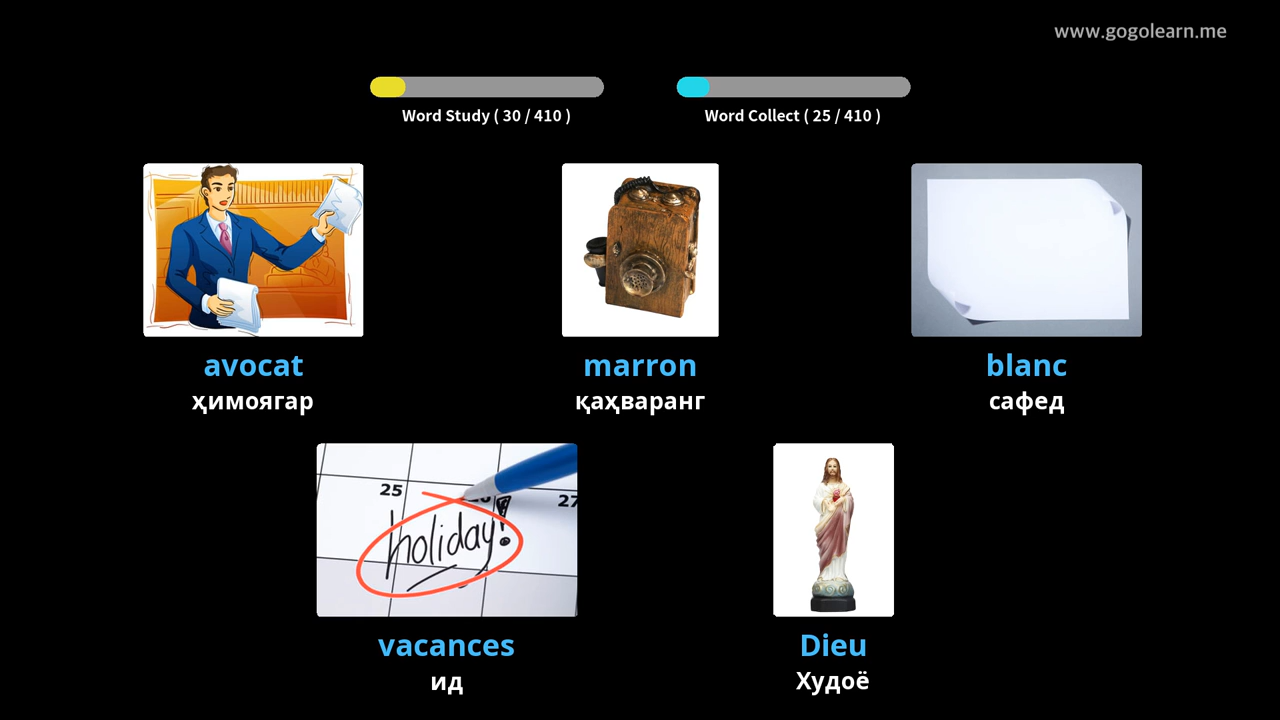 www.gogolearn.me
Word Study ( 30 / 410 )
Word Collect ( 25 / 410 )
avocat
ҳимоягар
marron
қаҳваранг
blanc
сафед
25
27
holiday!
vacances
ид
Dieu
Худоё